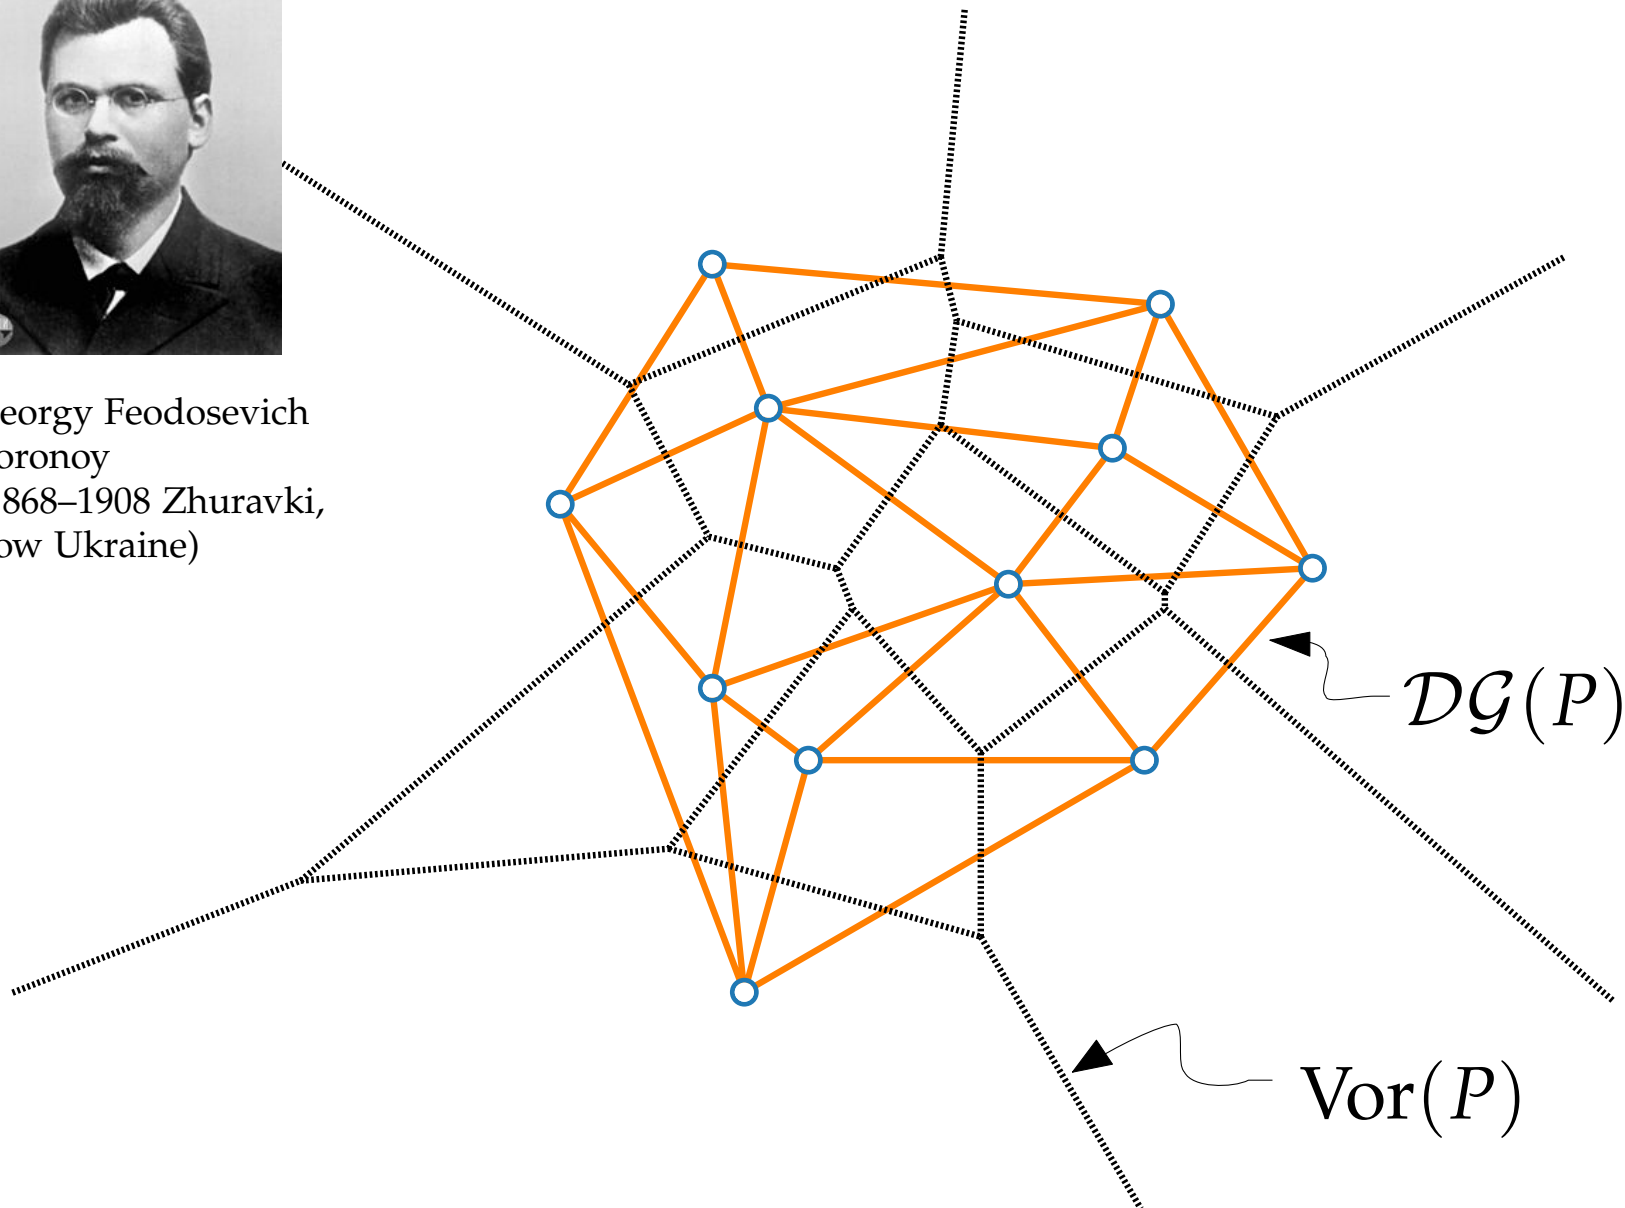 eorgy Feodosevich
oronoy
868–1908 Zhuravki,
ow Ukraine)
𝒟𝒢(P)
Vor(P)